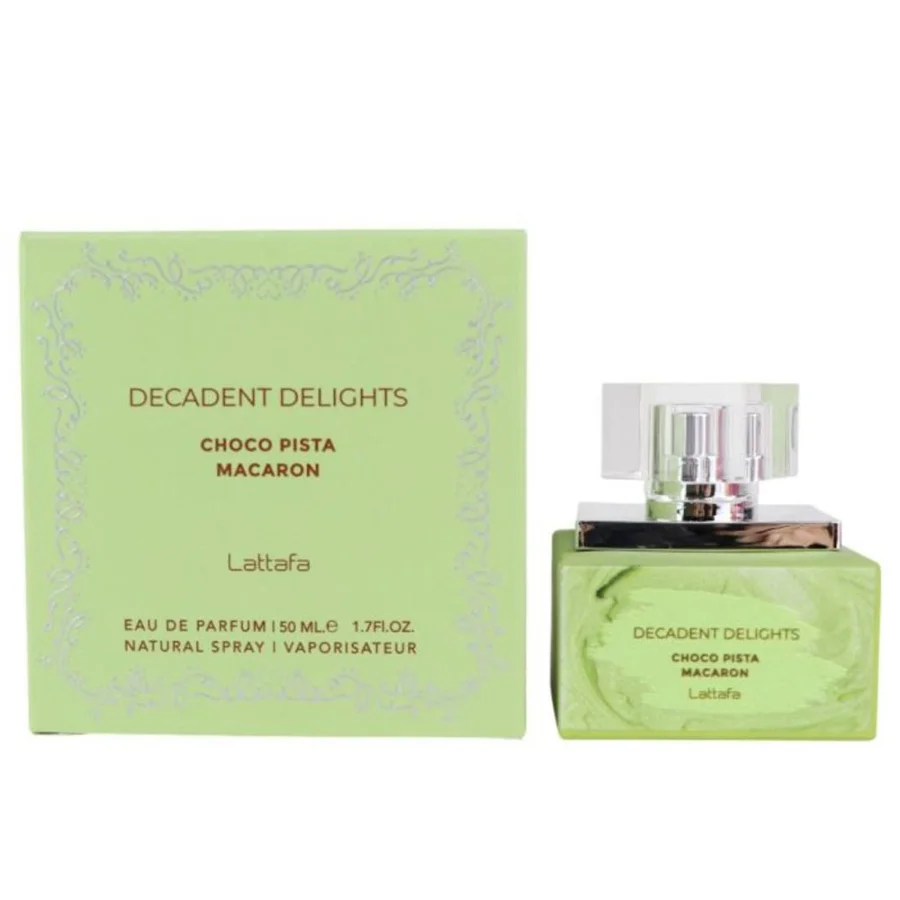 DECADENT DELIGHTS
CHOCO PISTA
MACARON
Lattafa
EAU DE PARFUM | 50 ML.e 1.7Fl.OZ.
NATURAL SPRAY | VAPORISATEUR
DECADENT DELIGHTS
CHOCO PISTA
MACARON
Lattafa